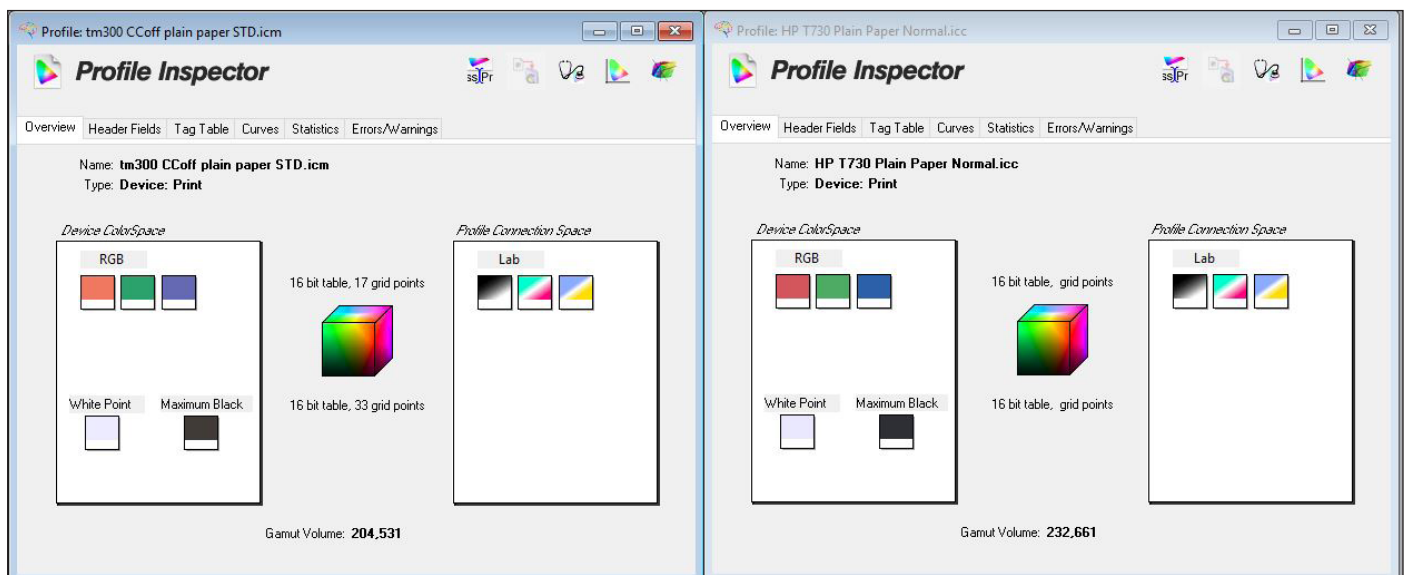 Profile: tm300 CCoff plain paper STD.icm
Profile Inspector
ss Pr
Overview Header Fields Tag Table Curves Statistics Errors/Warnings
Name: tm300 CCoff plain paper STD.icm
Type: Device: Print
Device ColorSpace
Profile Connection Space
RGB
Lab
16 bit table, 17 grid points
White Point
Maximum Black
16 bit table, 33 grid points
Gamut Volume: 204,531
Profile: HP T730 Plain Paper Normal.icc
Profile Inspector
ss Pr
Overview Header Fields Tag Table Curves Statistics Errors/Warnings
Name: HP T730 Plain Paper Normal.icc
Type: Device: Print
Device ColorSpace
Profile Connection Space
RGB
Lab
16 bit table, grid points
White Point
Maximum Black
16 bit table, grid points
Gamut Volume: 232,661